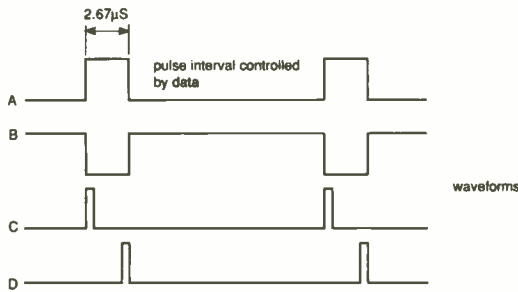 2.67µS
pulse interval controlled
by data
A
B
waveforms
C
D